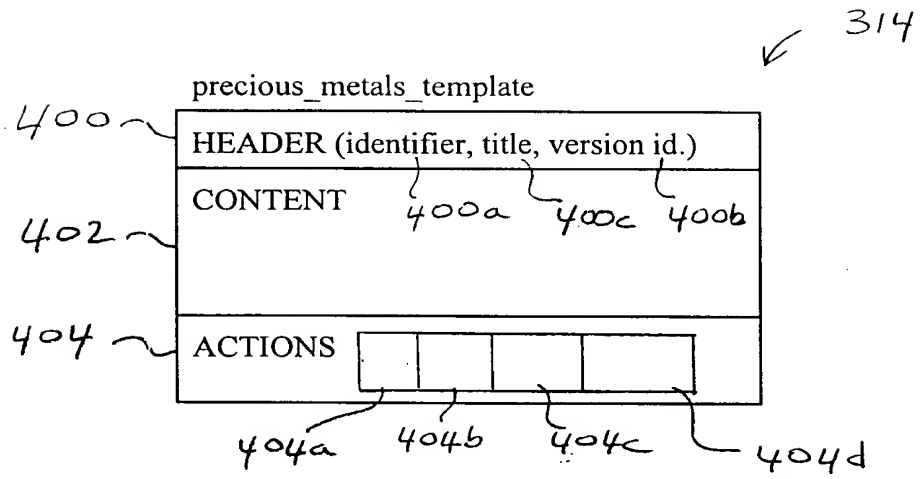 314
precious_metals_template
400
HEADER (identifier, title, version id.)
CONTENT
400a 400c 400b
402
404
ACTIONS
404a 404b 404c 404d